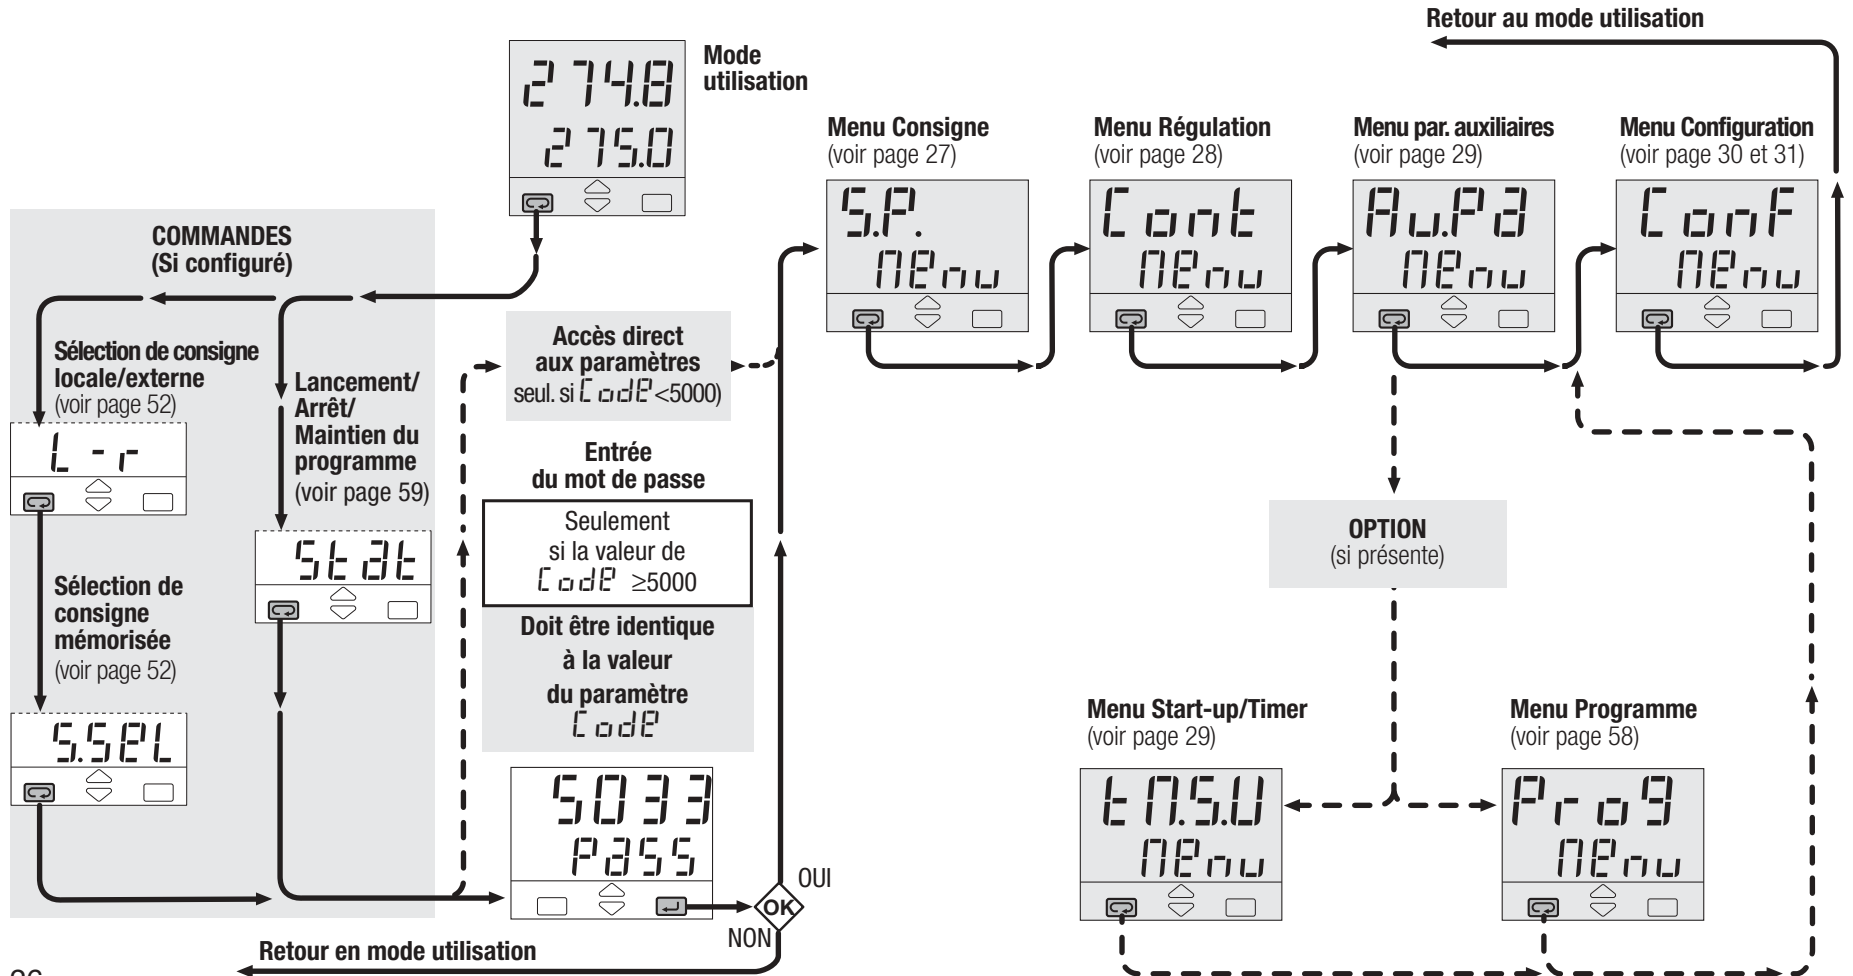 Retour au mode utilisation
274.8
275.0
Mode
utilisation
Menu Consigne
(voir page 27)
S.P.
MEnu
Menu Régulation
(voir page 28)
Cont
MEnu
Menu par. auxiliaires
(voir page 29)
Au.Pa
MEnu
Menu Configuration
(voir page 30 et 31)
ConF
MEnu
COMMANDES
(Si configuré)
Sélection de consigne
locale/externe
(voir page 52)
L-r
Sélection de
consigne
mémorisée
(voir page 52)
S.SEL
Lancement/
Arrêt/
Maintien du
programme
(voir page 59)
Stat
Accès direct
aux paramètres
seul. si CodE <5000)
Entrée
du mot de passe
Seulement
si la valeur de
CodE ≥5000
Doit être identique
à la valeur
du paramètre
CodE
5033
PaSS
OK
OUI
NON
Retour en mode utilisation
OPTION
(si présente)
Menu Start-up/Timer
(voir page 29)
tM.S.U
MEnu
Menu Programme
(voir page 58)
Prog
MEnu